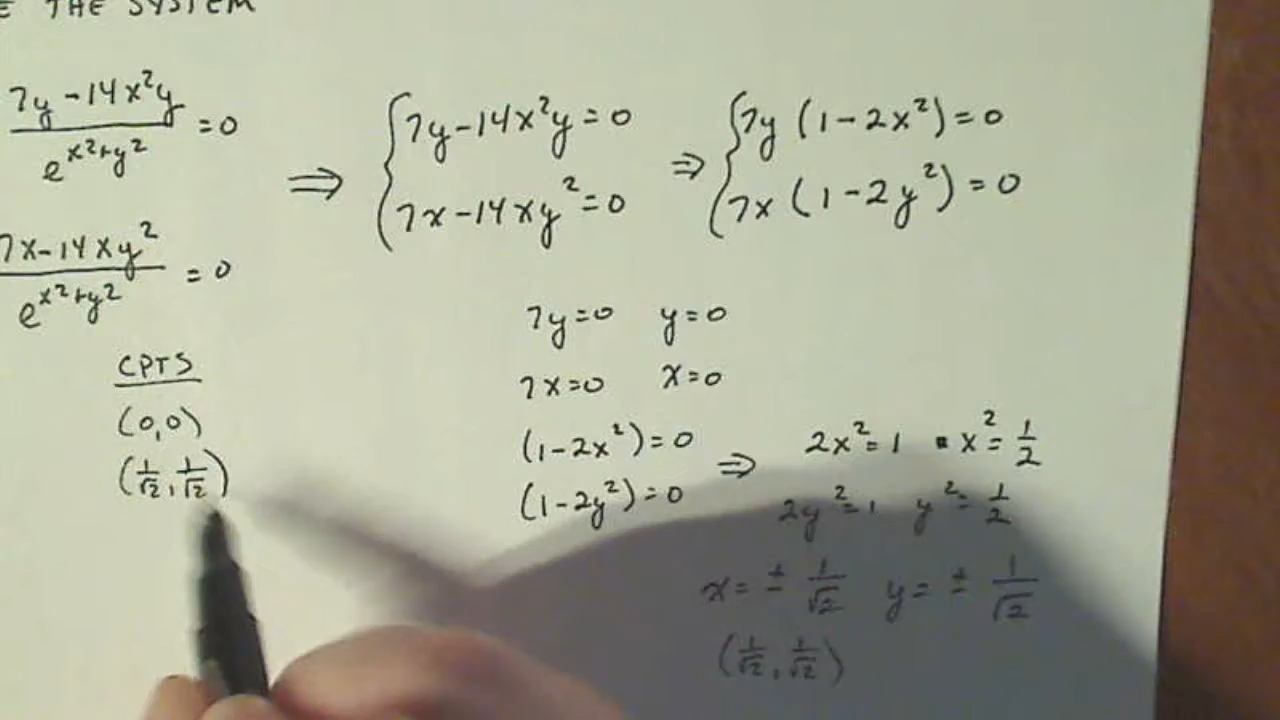 THE SYSTEM
7y-14x²y / e^(x²+y²) = 0
7x-14xy² / e^(x²+y²) = 0
CPTS
(0,0)
(1/√2, 1/√2)
⇒ { 7y-14x²y=0
7x-14xy²=0
⇒ { 7y (1-2x²)=0
7x (1-2y²)=0
7y=0 y=0
7x=0 x=0
(1-2x²)=0 ⇒ 2x²=1 x²=1/2
(1-2y²)=0 2y²=1 y²=1/2
x=± 1/√2 y=± 1/√2
(1/√2, 1/√2)